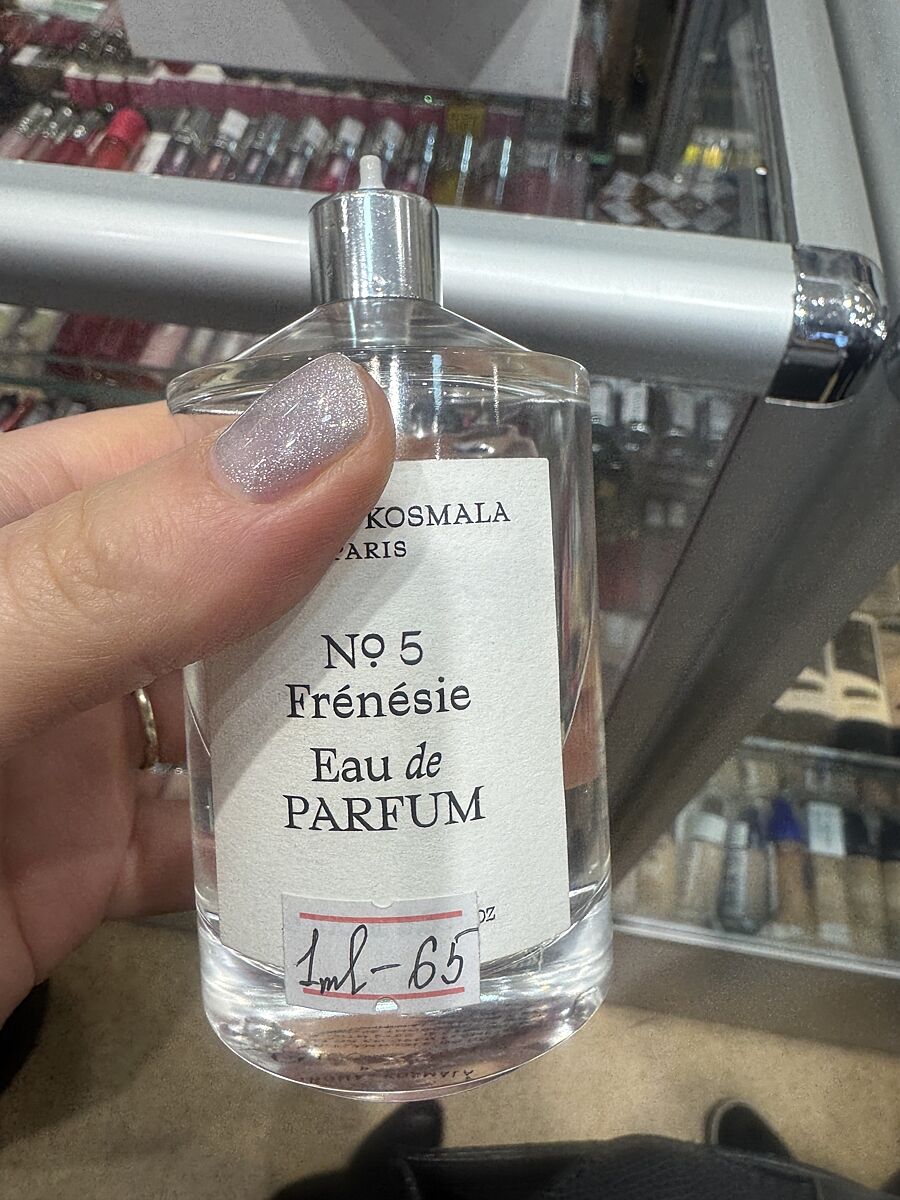 KOSMALA
PARIS
Nº 5
Frénésie
Eau de
PARFUM
OZ
1ml - 65